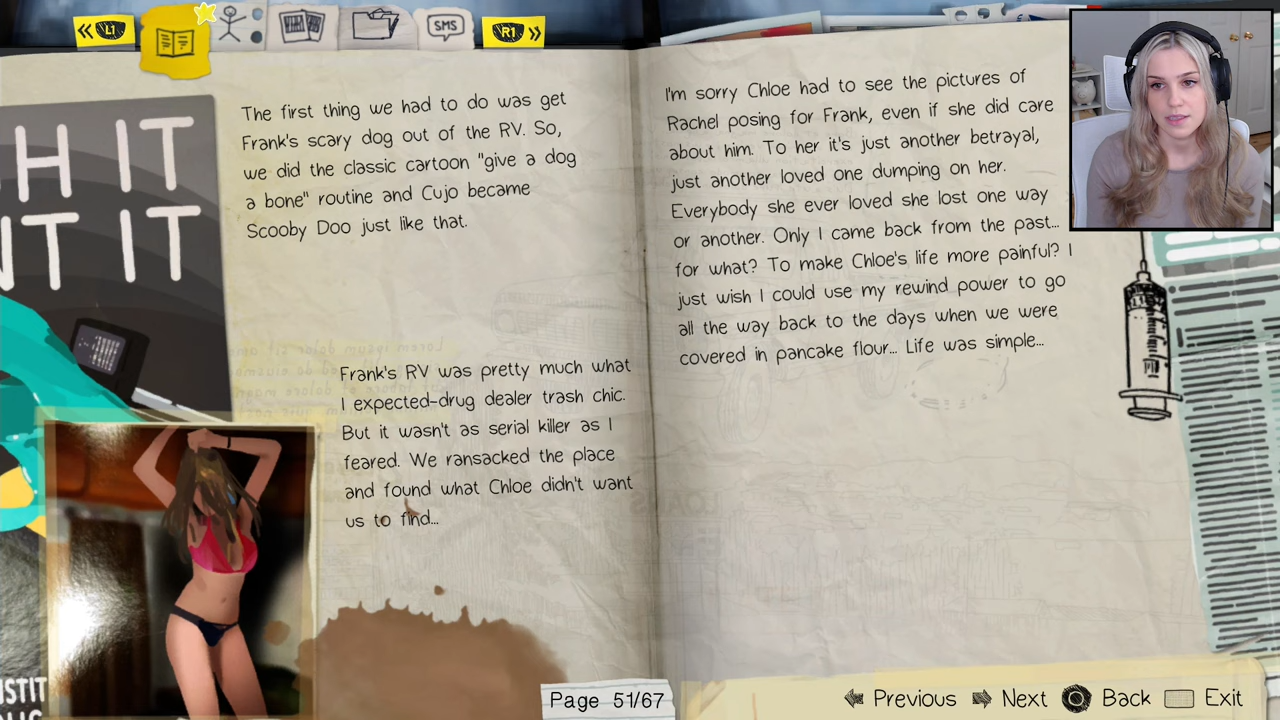 L1
SMS
R1
H IT
NT IT
The first thing we had to do was get
Frank's scary dog out of the RV. So,
we did the classic cartoon "give a dog
a bone" routine and Cujo became
Scooby Doo just like that.
Frank's RV was pretty much what
I expected-drug dealer trash chic.
But it wasn't as serial killer as I
feared. We ransacked the place
and found what Chloe didn't want
us to find...
I'm sorry Chloe had to see the pictures of
Rachel posing for Frank, even if she did care
about him. To her it's just another betrayal,
just another loved one dumping on her.
Everybody she ever loved she lost one way
or another. Only I came back from the past...
for what? To make Chloe's life more painful? I
just wish I could use my rewind power to go
all the way back to the days when we were
covered in pancake flour... Life was simple...
Page 51/67
Previous Next Back Exit